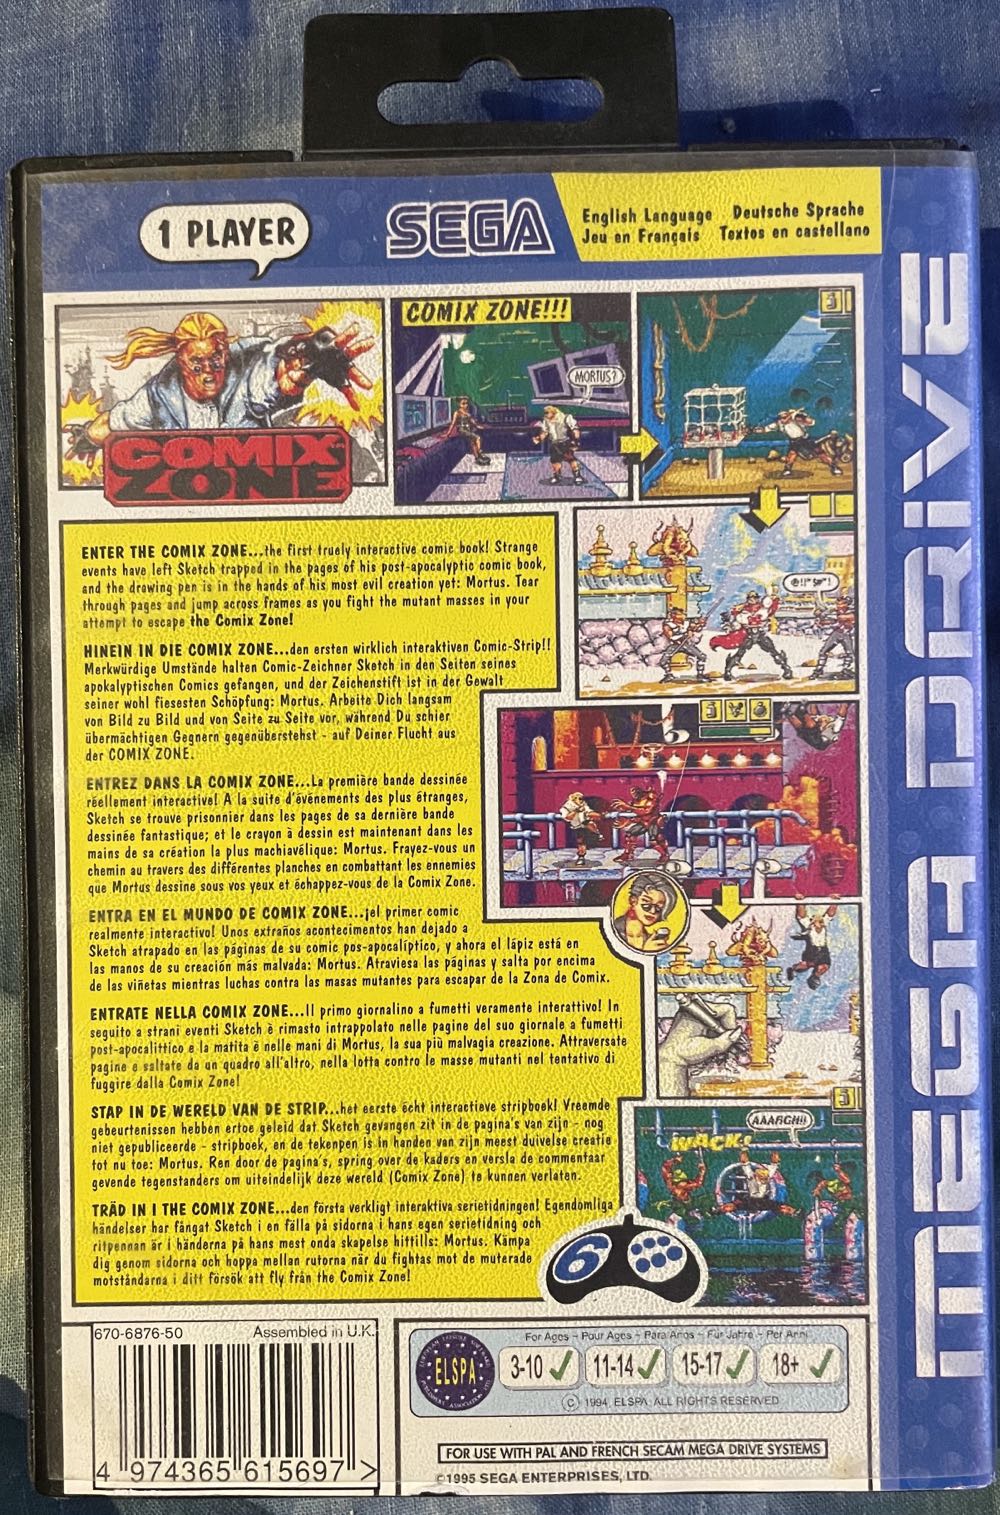 1 PLAYER
SEGA
English Language Deutsche Sprache
Jeu en Français Textos en castellano
MEGA DRIVE
COMIX
ZONE
COMIX ZONE!!!
MORTUS?
@!!*$#*!
ENTER THE COMIX ZONE...the first truely interactive comic book! Strange
events have left Sketch trapped in the pages of his post-apocalyptic comic book,
and the drawing pen is in the hands of his most evil creation yet: Mortus. Tear
through pages and jump across frames as you fight the mutant masses in your
attempt to escape the Comix Zone!
HINEIN IN DIE COMIX ZONE...den ersten wirklich interaktiven Comic-Strip!!
Merkwürdige Umstände halten Comic-Zeichner Sketch in den Seiten seines
apokalyptischen Comics gefangen, und der Zeichenstift ist in der Gewalt
seiner wohl fiesesten Schöpfung: Mortus. Arbeite Dich langsam
von Bild zu Bild und von Seite zu Seite vor, während Du schier
übermächtigen Gegnern gegenüberstehst - auf Deiner Flucht aus
der COMIX ZONE.
ENTREZ DANS LA COMIX ZONE...La première bande dessinée
réellement interactive! A la suite d'événements des plus étranges,
Sketch se trouve prisonnier dans les pages de sa dernière bande
dessinée fantastique; et le crayon à dessin est maintenant dans les
mains de sa création la plus machiavélique: Mortus. Frayez-vous un
chemin au travers des différentes planches en combattant les ennemies
que Mortus dessine sous vos yeux et échappez-vous de la Comix Zone.
ENTRA EN EL MUNDO DE COMIX ZONE...¡el primer comic
realmente interactivo! Unos extraños acontecimientos han dejado a
Sketch atrapado en las páginas de su comic pos-apocalíptico, y ahora el lápiz está en
las manos de su creación más malvada: Mortus. Atraviesa las páginas y salta por encima
de las viñetas mientras luchas contra las masas mutantes para escapar de la Zona de Comix.
ENTRATE NELLA COMIX ZONE...Il primo giornalino a fumetti veramente interattivo! In
seguito a strani eventi Sketch è rimasto intrappolato nelle pagine del suo giornale a fumetti
post-apocalittico e la matita è nelle mani di Mortus, la sua più malvagia creazione. Attraversate
pagine e saltate da un quadro all'altro, nella lotta contro le masse mutanti nel tentativo di
fuggire dalla Comix Zone!
STAP IN DE WERELD VAN DE STRIP...het eerste écht interactieve stripboek! Vreemde
gebeurtenissen hebben ertoe geleid dat Sketch gevangen zit in de pagina's van zijn - nog
niet gepubliceerde - stripboek, en de tekenpen is in handen van zijn meest duivelse creatie
tot nu toe: Mortus. Ren door de pagina's, spring over de kaders en versla de commentaar
gevende tegenstanders om uiteindelijk deze wereld (Comix Zone) te kunnen verlaten.
TRÄD IN I THE COMIX ZONE...den första verkligt interaktiva serietidningen! Egendomliga
händelser har fångat Sketch i en fälla på sidorna i hans egen serietidning och
ritpennan är i händerna på hans mest onda skapelse hittills: Mortus. Kämpa
dig genom sidorna och hoppa mellan rutorna när du fightas mot de muterade
motståndarna i ditt försök att fly från the Comix Zone!
AAARGH!!
WACK!
6
670-6876-50 Assembled in U.K.
4 974365 615697 >
ELSPA
For Ages - Pour Ages - Para Anos - Für Jahre - Per Anni
3-10 ✓ 11-14 ✓ 15-17 ✓ 18+ ✓
© 1994 ELSPA ALL RIGHTS RESERVED
FOR USE WITH PAL AND FRENCH SECAM MEGA DRIVE SYSTEMS
©1995 SEGA ENTERPRISES, LTD.